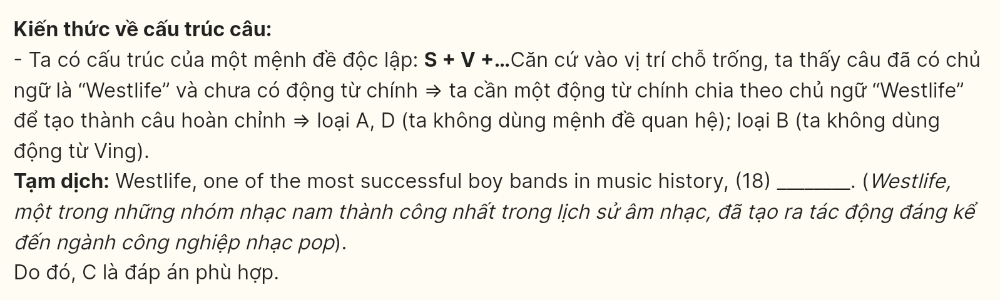 Kiến thức về cấu trúc câu:
- Ta có cấu trúc của một mệnh đề độc lập: S + V +...Căn cứ vào vị trí chỗ trống, ta thấy câu đã có chủ
ngữ là “Westlife” và chưa có động từ chính ⇒ ta cần một động từ chính chia theo chủ ngữ “Westlife”
để tạo thành câu hoàn chỉnh ⇒ loại A, D (ta không dùng mệnh đề quan hệ); loại B (ta không dùng
động từ Ving).
Tạm dịch: Westlife, one of the most successful boy bands in music history, (18) ________. (Westlife,
một trong những nhóm nhạc nam thành công nhất trong lịch sử âm nhạc, đã tạo ra tác động đáng kể
đến ngành công nghiệp nhạc pop).
Do đó, C là đáp án phù hợp.